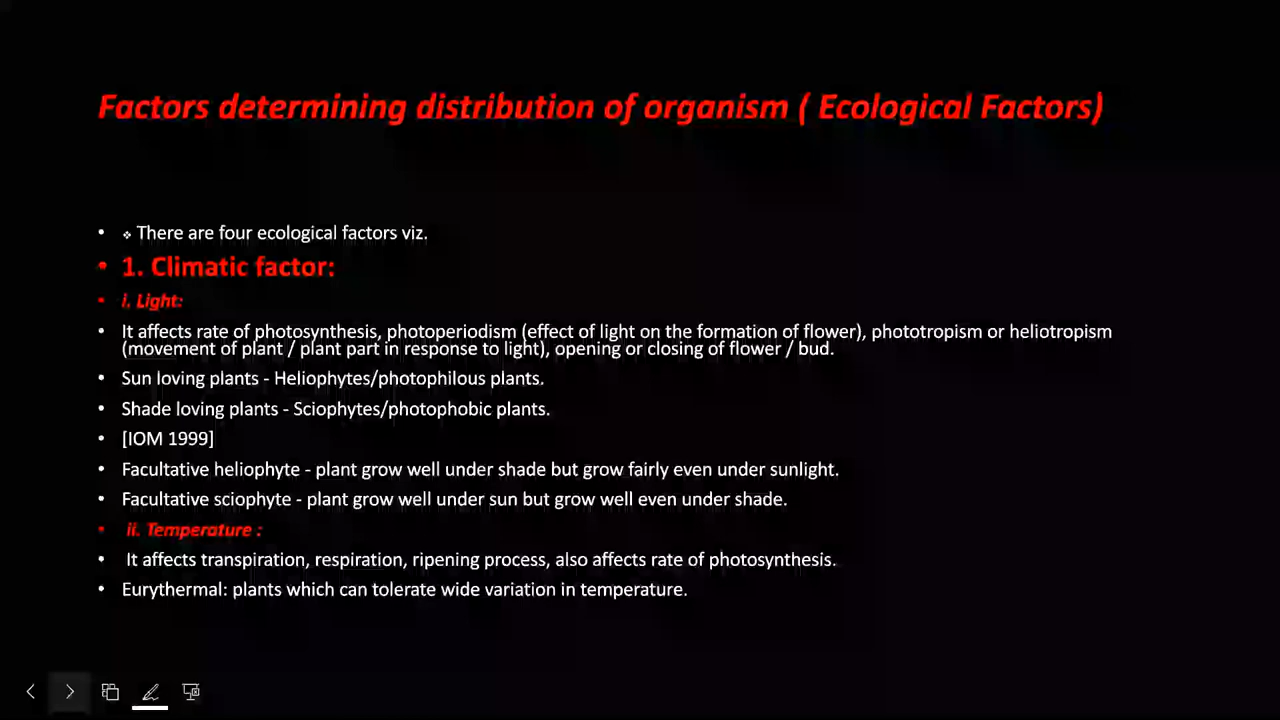 Factors determining distribution of organism ( Ecological Factors)
• ❖ There are four ecological factors viz.
• 1. Climatic factor:
• i. Light:
• It affects rate of photosynthesis, photoperiodism (effect of light on the formation of flower), phototropism or heliotropism
(movement of plant / plant part in response to light), opening or closing of flower / bud.
• Sun loving plants - Heliophytes/photophilous plants.
• Shade loving plants - Sciophytes/photophobic plants.
• [IOM 1999]
• Facultative heliophyte - plant grow well under shade but grow fairly even under sunlight.
• Facultative sciophyte - plant grow well under sun but grow well even under shade.
• ii. Temperature :
• It affects transpiration, respiration, ripening process, also affects rate of photosynthesis.
• Eurythermal: plants which can tolerate wide variation in temperature.